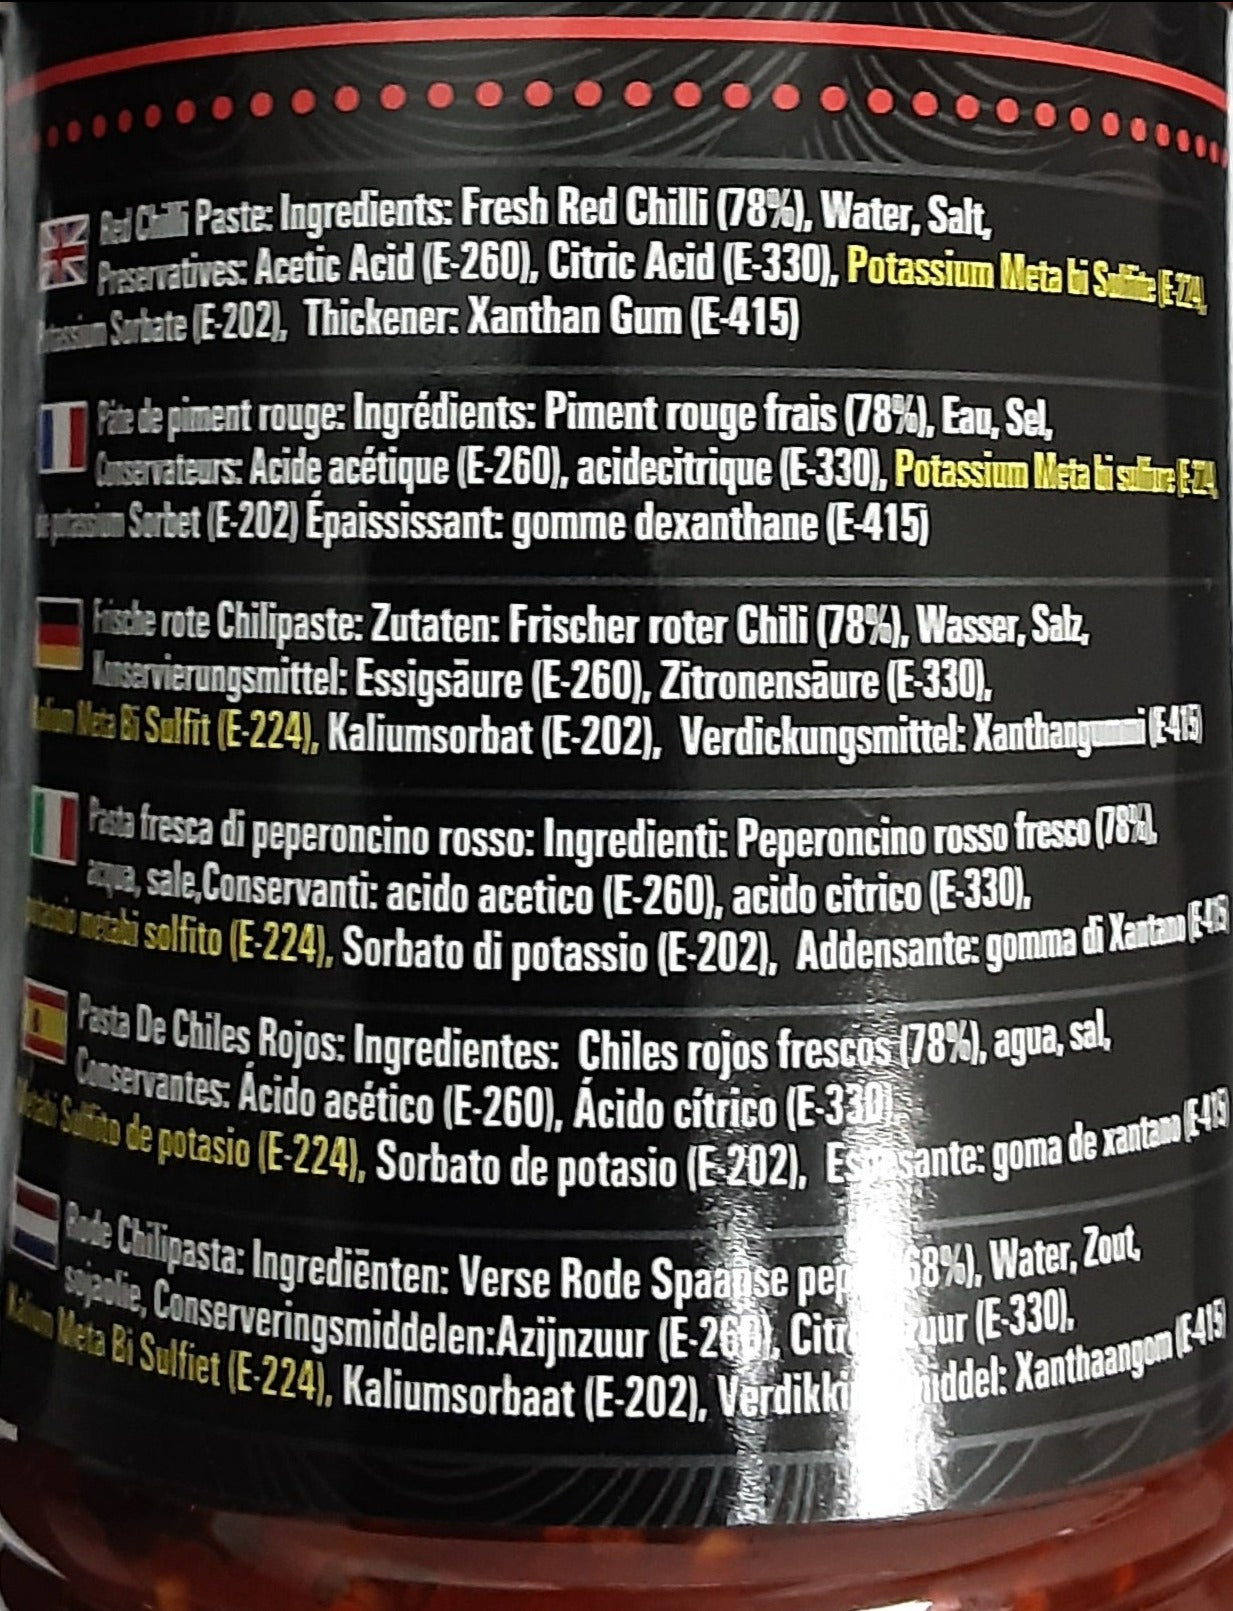 Red Chilli Paste: Ingredients: Fresh Red Chilli (78%), Water, Salt,
Preservatives: Acetic Acid (E-260), Citric Acid (E-330), Potassium Meta bi Sulfite (E-224),
Potassium Sorbate (E-202), Thickener: Xanthan Gum (E-415)
Pâte de piment rouge: Ingrédients: Piment rouge frais (78%), Eau, Sel,
Conservateurs: Acide acétique (E-260), acidecitrique (E-330), Potassium Meta bi sulfure (E-224,
de potassium Sorbet (E-202) Épaississant: gomme dexanthane (E-415)
Frische rote Chilipaste: Zutaten: Frischer roter Chili (78%), Wasser, Salz,
Konservierungsmittel: Essigsäure (E-260), Zitronensäure (E-330),
Kalium Meta Bi Sulfit (E-224), Kaliumsorbat (E-202), Verdickungsmittel: Xanthangummi (E-415)
Pasta fresca di peperoncino rosso: Ingredienti: Peperoncino rosso fresco (78%),
acqua, sale,Conservanti: acido acetico (E-260), acido citrico (E-330),
potassio metabi solfito (E-224), Sorbato di potassio (E-202), Addensante: gomma di Xantano (E-415)
Pasta De Chiles Rojos: Ingredientes: Chiles rojos frescos (78%), agua, sal,
Conservantes: Ácido acético (E-260), Ácido cítrico (E-330)
Metabi Sulfito de potasio (E-224), Sorbato de potasio (E-202), Espesante: goma de xantano (E-415)
Rode Chilipasta: Ingrediënten: Verse Rode Spaanse 68%), Water, Zout,
sojaolie, Conserveringsmiddelen:Azijnzuur (E-260), (E-330),
Kalium Meta Bi Sulfiet (E-224), Kaliumsorbaat (E-202), Xanthaangom (E-415)